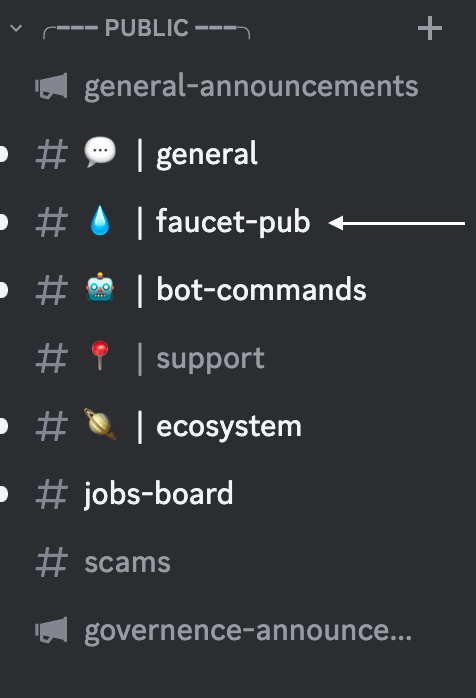 PUBLIC
general-announcements
# 💬 | general
# 💧 | faucet-pub
# 🤖 | bot-commands
# 📍 | support
# 🪐 | ecosystem
# jobs-board
# scams
governence-announce...